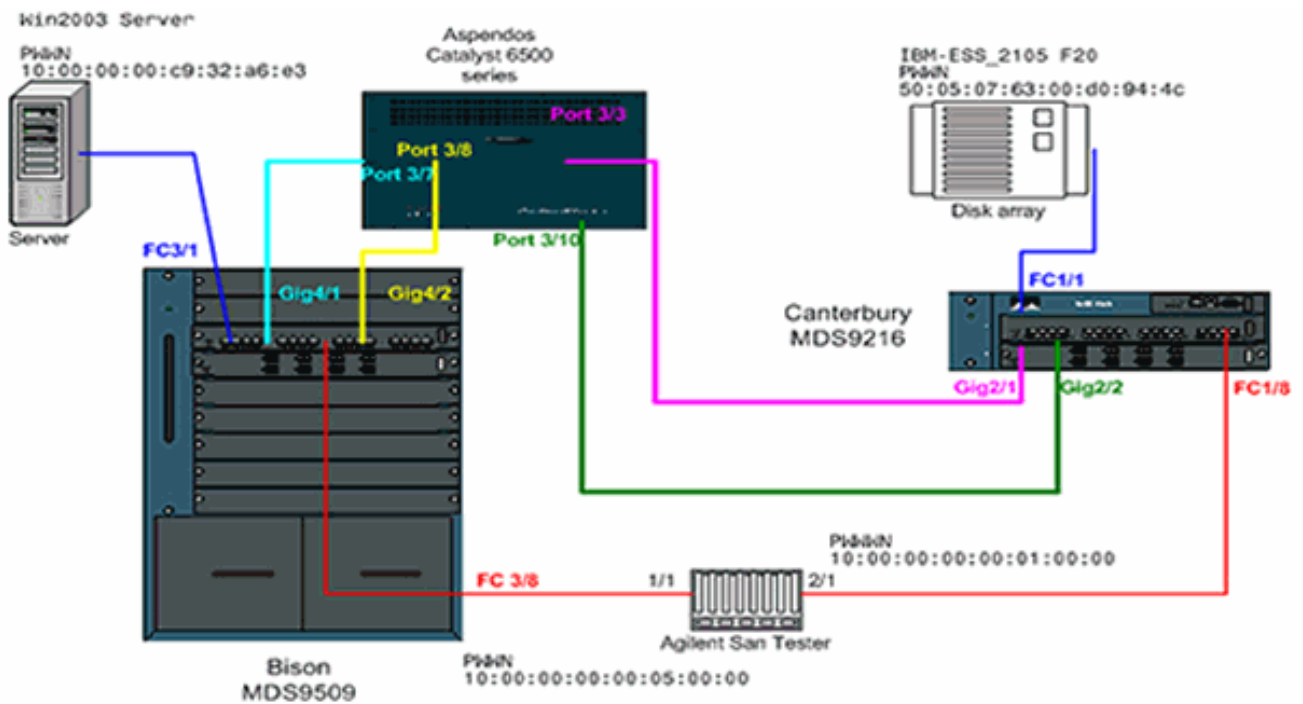 Win2003 Server
PWWN
10:00:00:00:c9:32:a6:e3
Server
Aspendos
Catalyst 6500
series
Port 3/3
Port 3/8
Port 3/7
Port 3/10
IBM-ESS_2105 F20
PWWN
50:05:07:63:00:d0:94:4c
Disk array
FC3/1
Gig4/1
Gig4/2
FC1/1
Canterbury
MDS9216
Gig2/1
Gig2/2
FC1/8
PWWN
10:00:00:00:00:01:00:00
FC 3/8
1/1
2/1
Agilent San Tester
Bison
MDS9509
PWWN
10:00:00:00:00:05:00:00